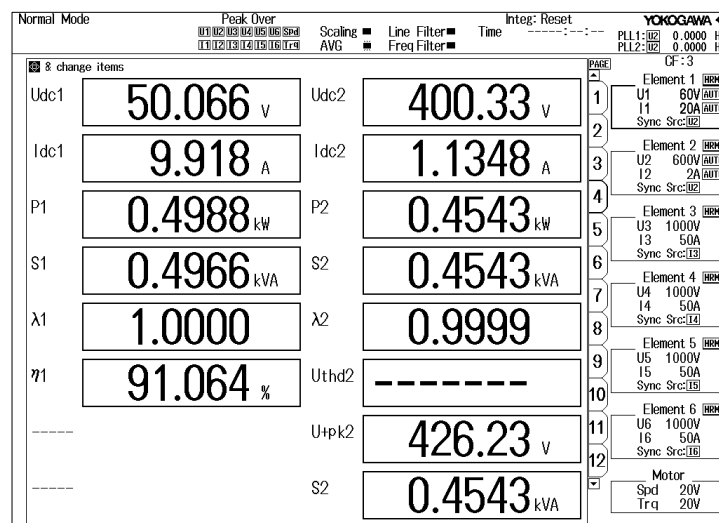 Normal Mode
Peak Over
U1 U2 U3 U4 U5 U6 Spd
I1 I2 I3 I4 I5 I6 Trq
Scaling
AVG
Line Filter
Freq Filter
Integ: Reset
Time -----:--:--
YOKOGAWA
PLL1: U2 0.0000 H
PLL2: U2 0.0000 H
& change items
Udc1 50.066 V
Udc2 400.33 V
Idc1 9.918 A
Idc2 1.1348 A
P1 0.4988 kW
P2 0.4543 kW
S1 0.4966 kVA
S2 0.4543 kVA
λ1 1.0000
λ2 0.9999
η1 91.064 %
Uthd2 -------
-----
U+pk2 426.23 V
-----
S2 0.4543 kVA
PAGE
1
2
3
4
5
6
7
8
9
10
11
12
CF:3
Element 1 HRM
U1 60V AUT
I1 20A AUT
Sync Src:U2
Element 2 HRM
U2 600V AUT
I2 2A AUT
Sync Src:U2
Element 3 HRM
U3 1000V
I3 50A
Sync Src:I3
Element 4 HRM
U4 1000V
I4 50A
Sync Src:I4
Element 5 HRM
U5 1000V
I5 50A
Sync Src:I5
Element 6 HRM
U6 1000V
I6 50A
Sync Src:I6
Motor
Spd 20V
Trq 20V